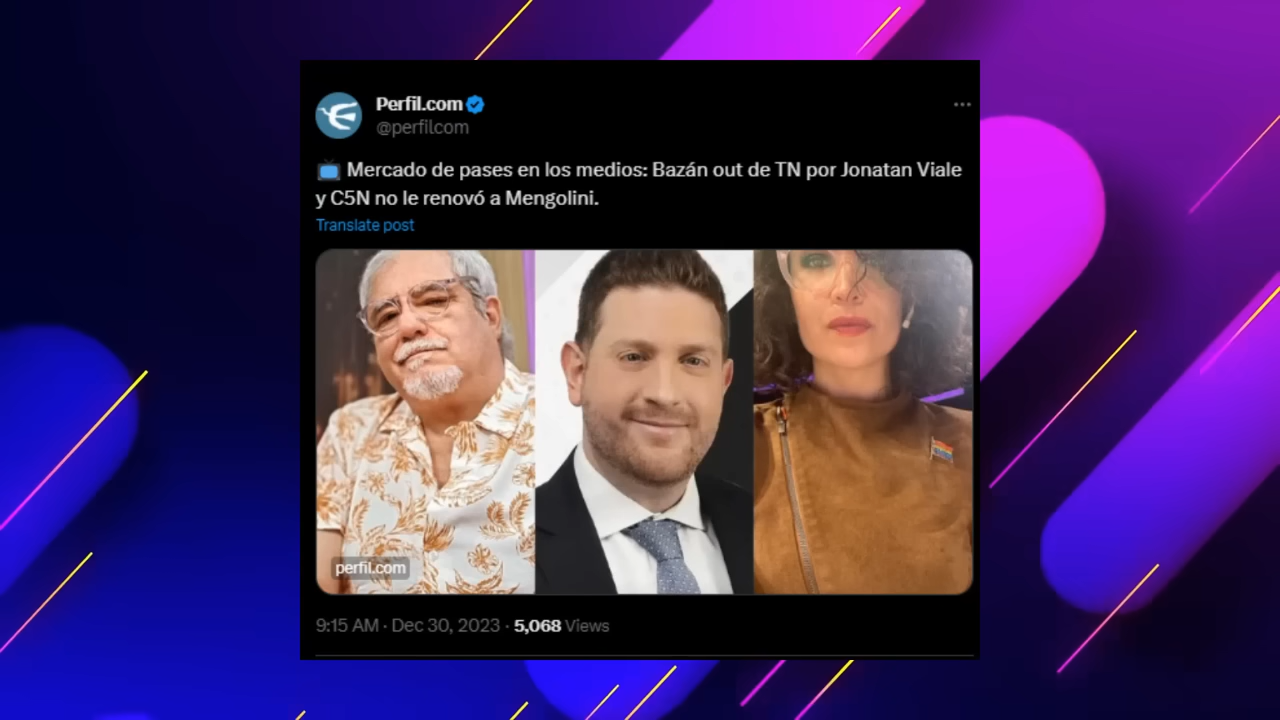 Perfil.com
@perfilcom
Mercado de pases en los medios: Bazán out de TN por Jonatan Viale
y C5N no le renovó a Mengolini.
Translate post
perfil.com
9:15 AM · Dec 30, 2023 · 5,068 Views